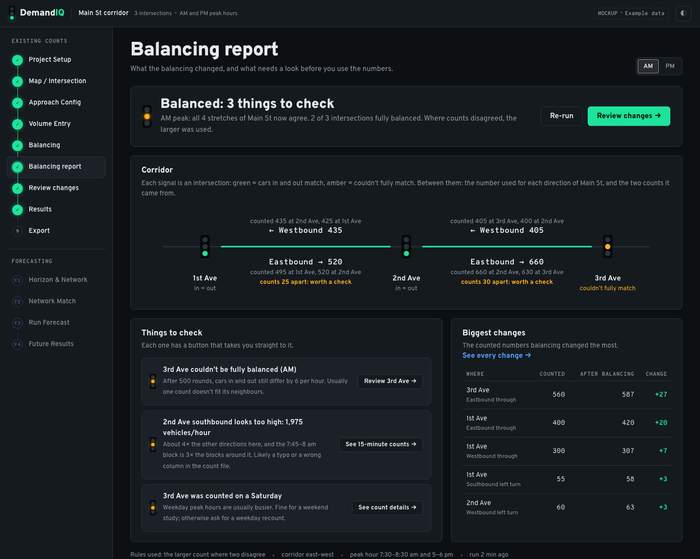 DemandIQ
Main St corridor
3 intersections • AM and PM peak hours
MOCKUP · Example data
EXISTING COUNTS
Project Setup
Map / Intersection
Approach Config
Volume Entry
Balancing
Balancing report
Review changes
Results
9 Export
FORECASTING
F1 Horizon & Network
F2 Network Match
F3 Run Forecast
F4 Future Results
Balancing report
What the balancing changed, and what needs a look before you use the numbers.
AM PM
Balanced: 3 things to check
AM peak: all 4 stretches of Main St now agree. 2 of 3 intersections fully balanced. Where counts disagreed, the
larger was used.
Re-run
Review changes →
Corridor
Each signal is an intersection: green = cars in and out match, amber = couldn't fully match. Between them: the number used for each direction of Main St, and the two counts it
came from.
counted 435 at 2nd Ave, 425 at 1st Ave
← Westbound 435
counted 405 at 3rd Ave, 400 at 2nd Ave
← Westbound 405
Eastbound → 520
counted 495 at 1st Ave, 520 at 2nd Ave
counts 25 apart: worth a check
Eastbound → 660
counted 660 at 2nd Ave, 630 at 3rd Ave
counts 30 apart: worth a check
1st Ave
in = out
2nd Ave
in = out
3rd Ave
couldn't fully match
Things to check
Each one has a button that takes you straight to it.
3rd Ave couldn't be fully balanced (AM)
After 500 rounds, cars in and out still differ by 6 per hour. Usually
one count doesn't fit its neighbours.
Review 3rd Ave →
2nd Ave southbound looks too high: 1,975
vehicles/hour
About 4× the other directions here, and the 7:45–8 am
block is 3× the blocks around it. Likely a typo or a wrong
column in the count file.
See 15-minute counts →
3rd Ave was counted on a Saturday
Weekday peak hours are usually busier. Fine for a weekend
study; otherwise ask for a weekday recount.
See count details →
Biggest changes
The counted numbers balancing changed the most.
See every change →
WHERE COUNTED AFTER BALANCING CHANGE
3rd Ave
Eastbound through
560 587 +27
1st Ave
Eastbound through
400 420 +20
1st Ave
Westbound through
300 307 +7
1st Ave
Southbound left turn
55 58 +3
2nd Ave
Westbound left turn
60 63 +3
Rules used: the larger count where two disagree • corridor east-west • peak hour 7:30–8:30 am and 5–6 pm • run 2 min ago